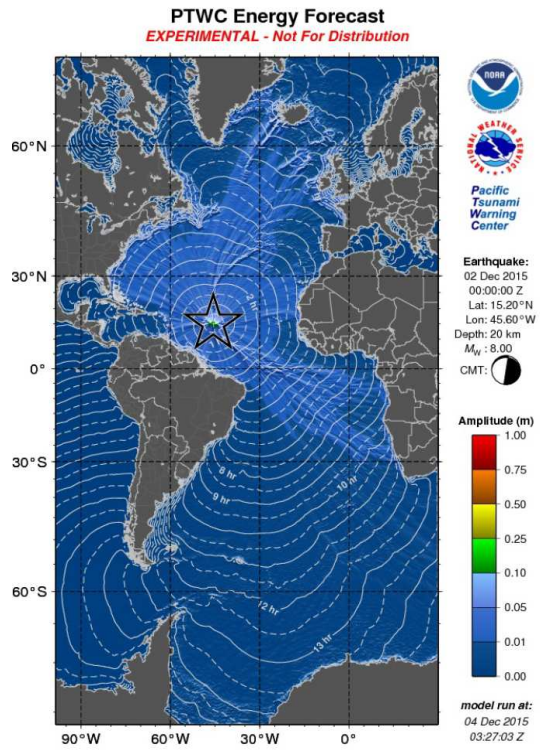 PTWC Energy Forecast
EXPERIMENTAL - Not For Distribution
60°N
30°N
0°
30°S
60°S
90°W
60°W
30°W
0°
2 hr
8 hr
9 hr
10 hr
12 hr
13 hr
NOAA
NATIONAL WEATHER SERVICE
Pacific
Tsunami
Warning
Center
Earthquake:
02 Dec 2015
00:00:00 Z
Lat: 15.20°N
Lon: 45.60°W
Depth: 20 km
Mw : 8.00
CMT:
Amplitude (m)
1.00
0.75
0.50
0.25
0.10
0.05
0.01
0.00
model run at:
04 Dec 2015
03:27:03 Z